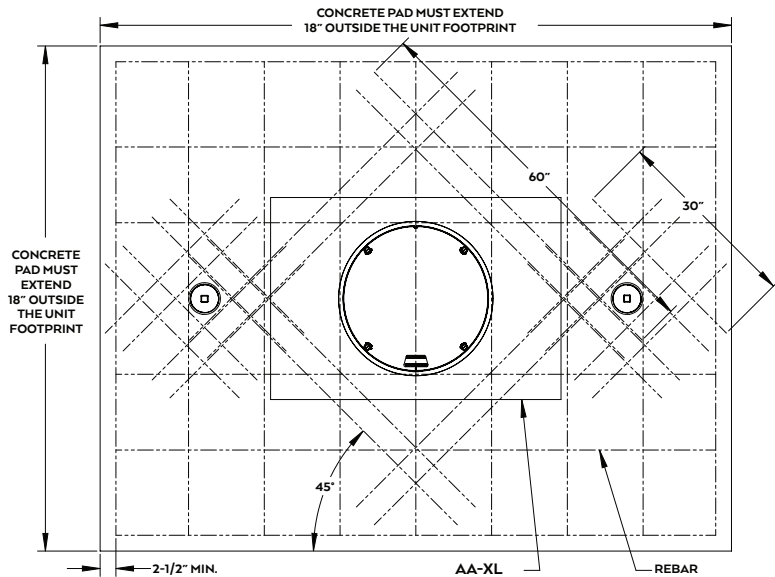 CONCRETE PAD MUST EXTEND
18″ OUTSIDE THE UNIT FOOTPRINT
60″
30″
CONCRETE
PAD MUST
EXTEND
18″ OUTSIDE
THE UNIT
FOOTPRINT
45°
2-1/2″ MIN.
AA-XL
REBAR